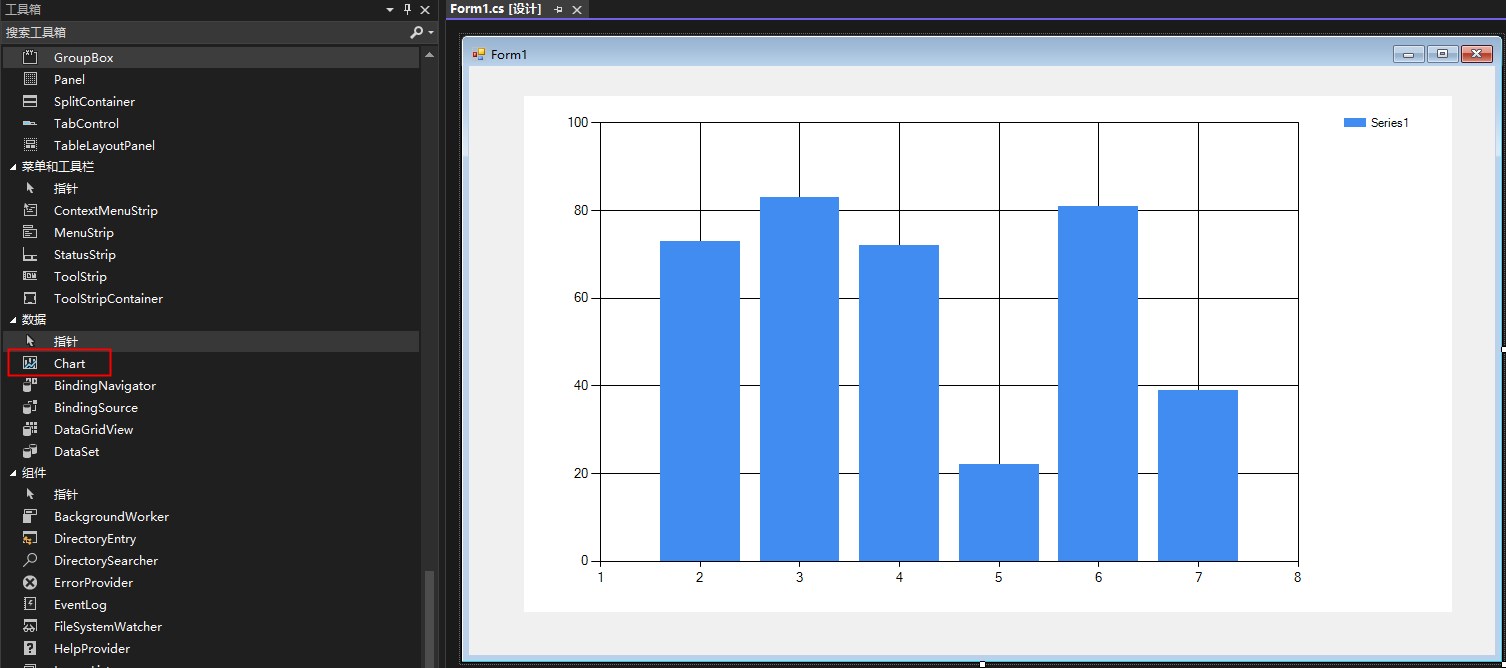 工具箱
搜索工具箱
GroupBox
Panel
SplitContainer
TabControl
TableLayoutPanel
菜单和工具栏
指针
ContextMenuStrip
MenuStrip
StatusStrip
ToolStrip
ToolStripContainer
数据
指针
Chart
BindingNavigator
BindingSource
DataGridView
DataSet
组件
指针
BackgroundWorker
DirectoryEntry
DirectorySearcher
ErrorProvider
EventLog
FileSystemWatcher
HelpProvider
Form1.cs [设计]
Form1
100
80
60
40
20
0
1 2 3 4 5 6 7 8
Series1